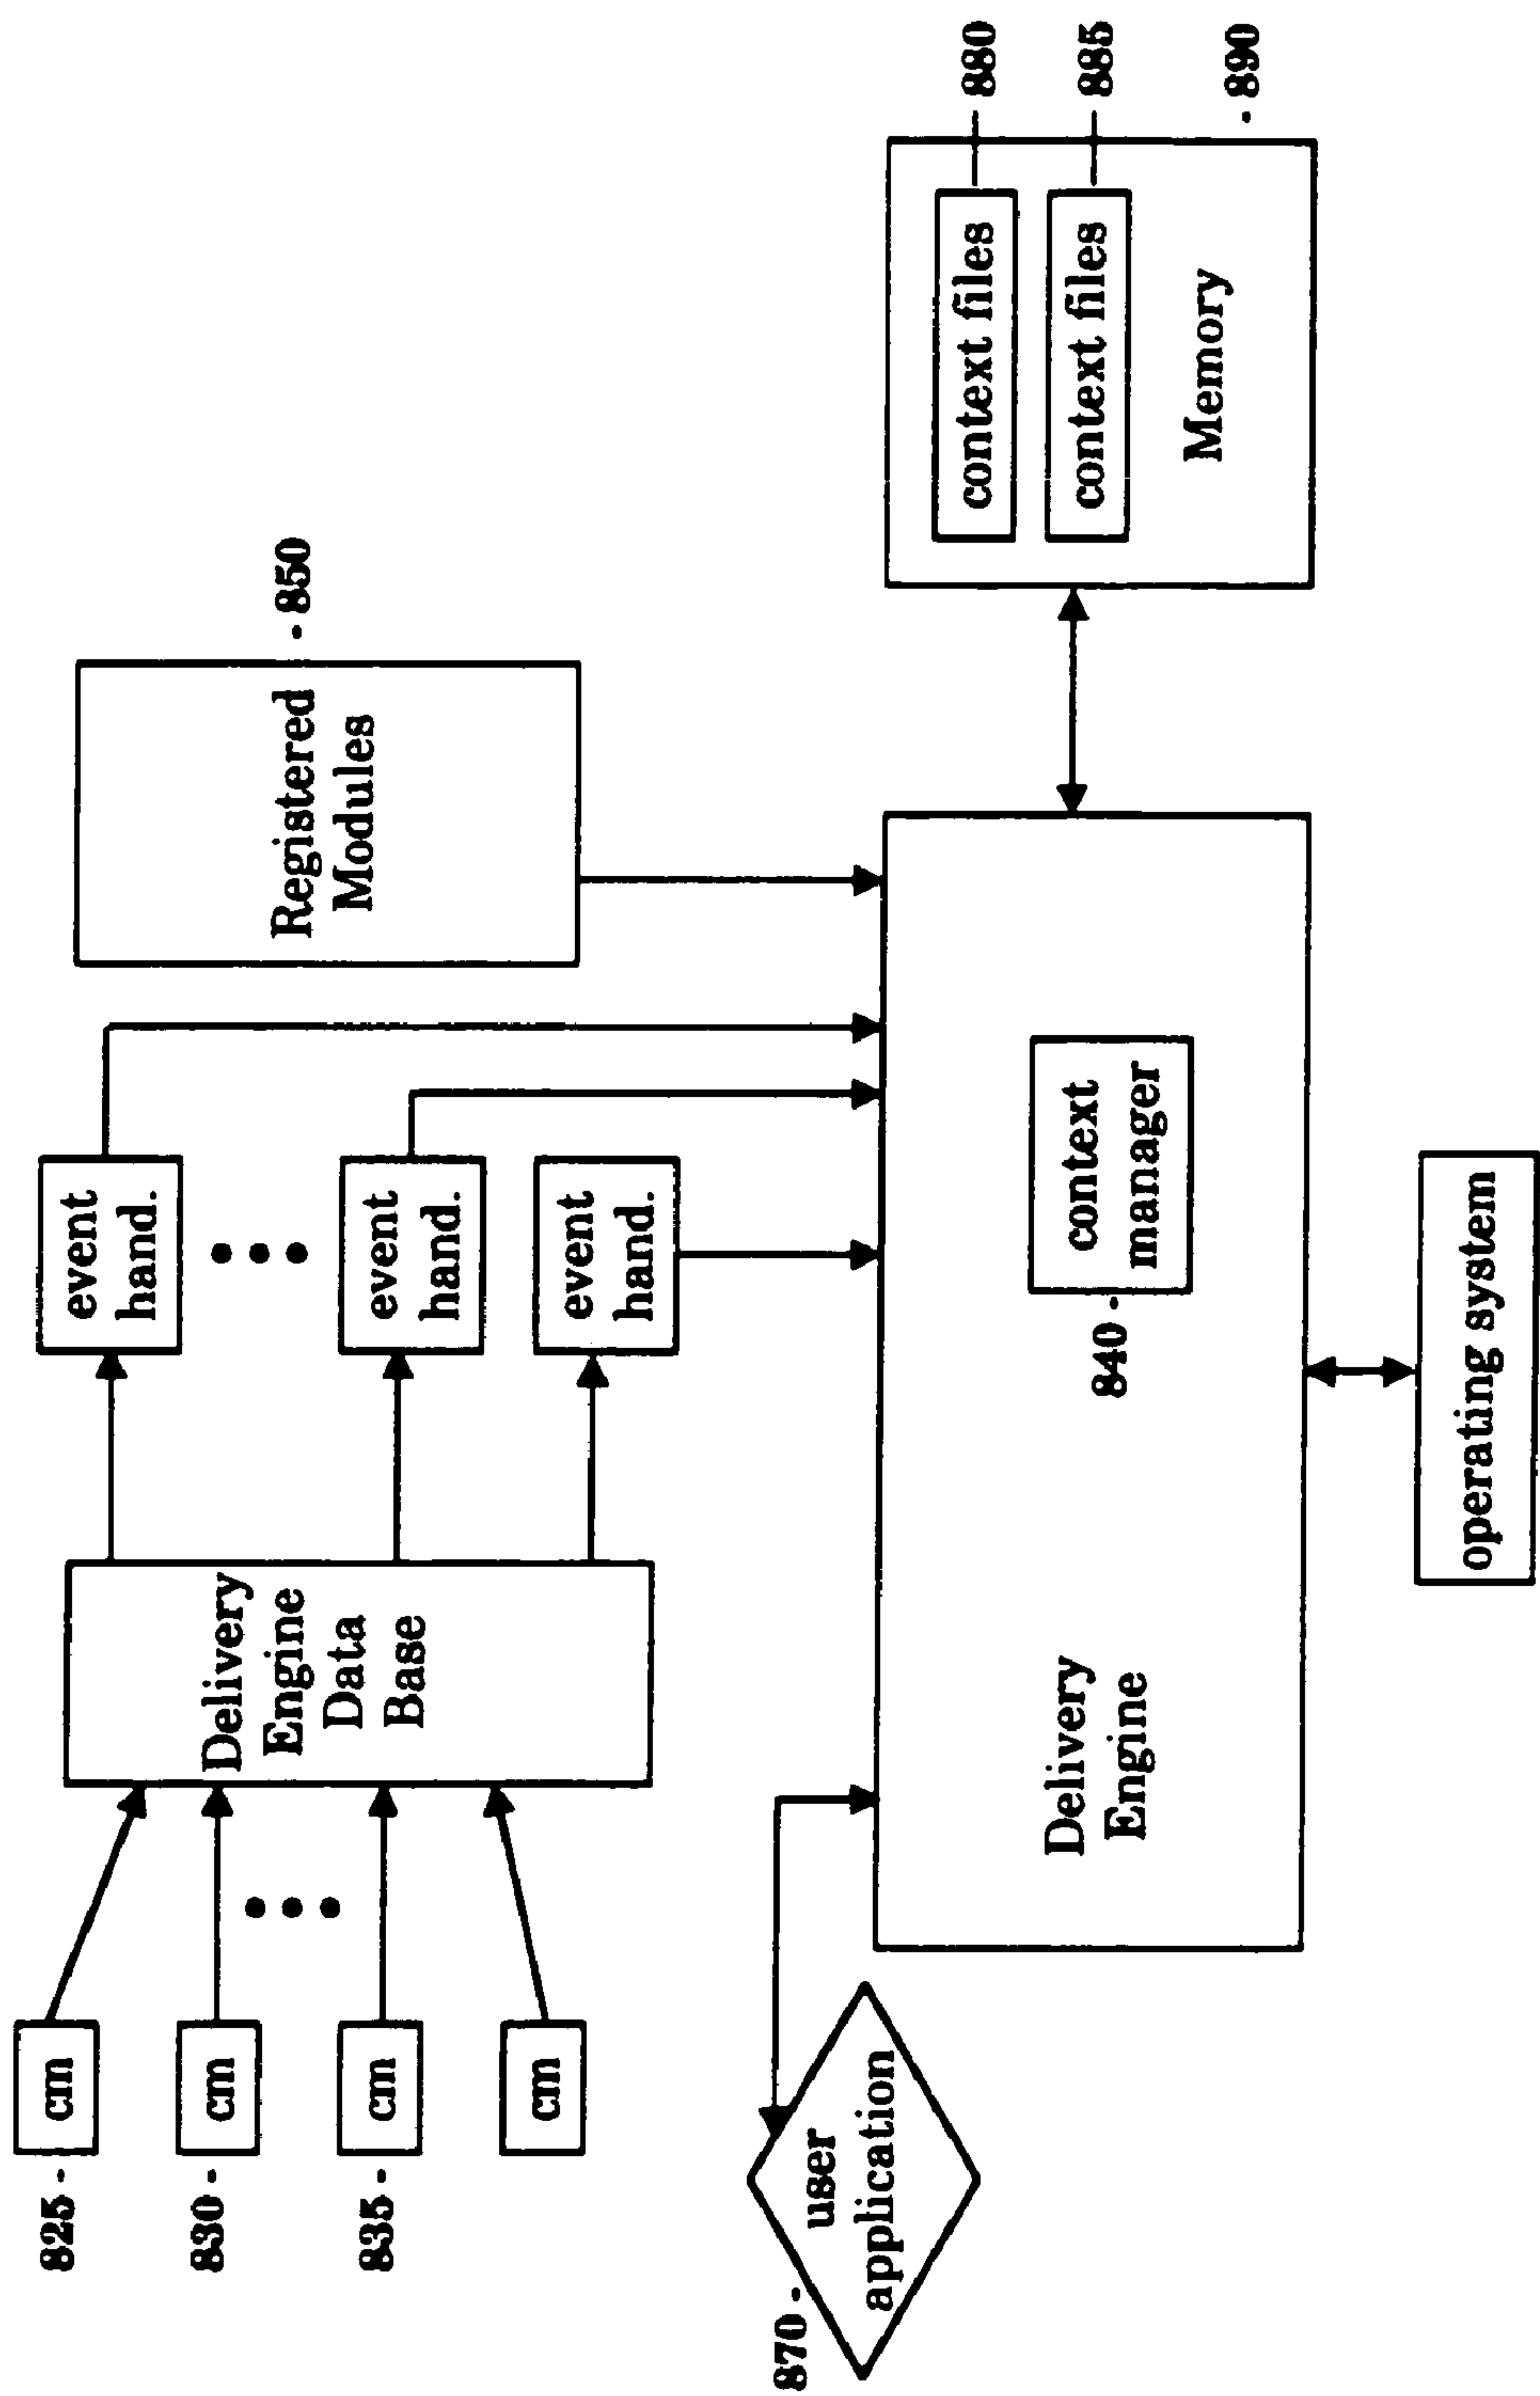 825 -
cm
830 -
cm
835 -
cm
cm
Delivery
Engine
Data
Base
event
hand.
event
hand.
event
hand.
Registered
Modules
- 850
870 -
user
application
Delivery
Engine
840 -
context
manager
operating system
context files
- 880
context files
- 885
Memory
- 890